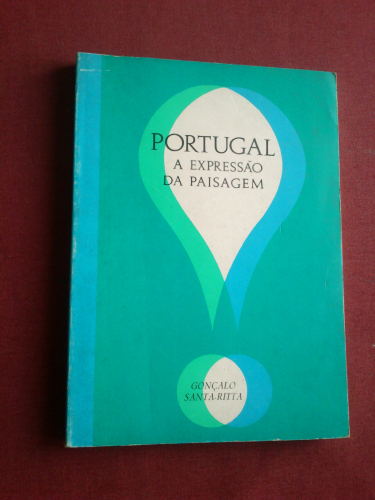 PORTUGAL
A EXPRESSÃO
DA PAISAGEM
GONÇALO
SANTA-RITTA